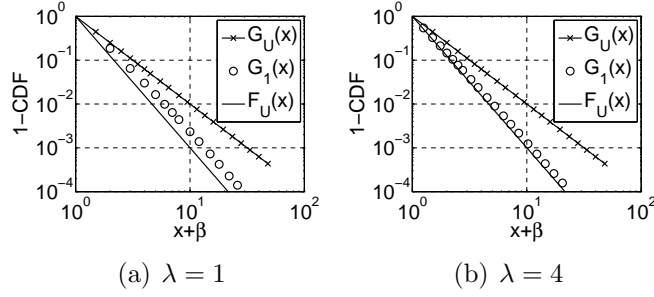 10^0
10^-1
10^-2
10^-3
10^-4
1−CDF
10^0
10^1
10^2
x+β
G_U(x)
G_1(x)
F_U(x)
(a) λ = 1
10^0
10^-1
10^-2
10^-3
10^-4
1−CDF
10^0
10^1
10^2
x+β
G_U(x)
G_1(x)
F_U(x)
(b) λ = 4